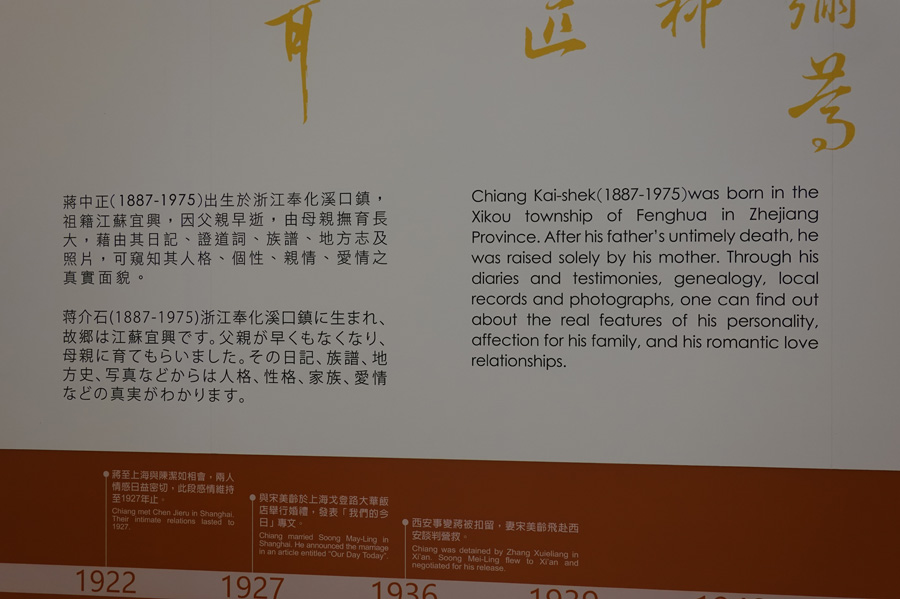 蔣中正(1887-1975)出生於浙江奉化溪口鎮，
祖籍江蘇宜興，因父親早逝，由母親撫育長
大，藉由其日記、證道詞、族譜、地方志及
照片，可窺知其人格、個性、親情、愛情之
真實面貌。
蒋介石(1887-1975)浙江奉化溪口鎮に生まれ、
故郷は江蘇宜興です。父親が早くもなくなり、
母親に育てもらいました。その日記、族譜、地
方史、写真などからは人格、性格、家族、愛情
などの真実がわかります。
Chiang Kai-shek(1887-1975)was born in the
Xikou township of Fenghua in Zhejiang
Province. After his father's untimely death, he
was raised solely by his mother. Through his
diaries and testimonies, genealogy, local
records and photographs, one can find out
about the real features of his personality,
affection for his family, and his romantic love
relationships.
蔣至上海與陳潔如相會，兩人
情感日益密切，此段感情維持
至1927年止。
Chiang met Chen Jieru in Shanghai.
Their intimate relations lasted to
1927.
1922
與宋美齡於上海戈登路大華飯
店舉行婚禮，發表「我們的今
日」專文。
Chiang married Soong May-Ling in
Shanghai. He announced the marriage
in an article entitled "Our Day Today".
1927
西安事變蔣被扣留，妻宋美齡飛赴西
安談判營救。
Chiang was detained by Zhang Xuieliang in
Xi'an. Soong Mei-Ling flew to Xi'an and
negotiated for his release.
1936